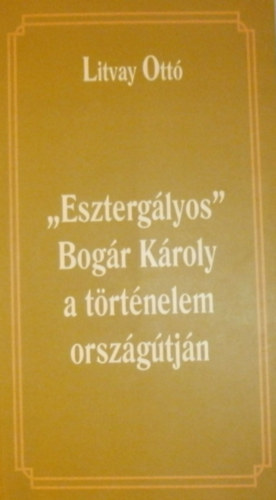 Litvay Ottó
„Esztergályos”
Bogár Károly
a történelem
országútján